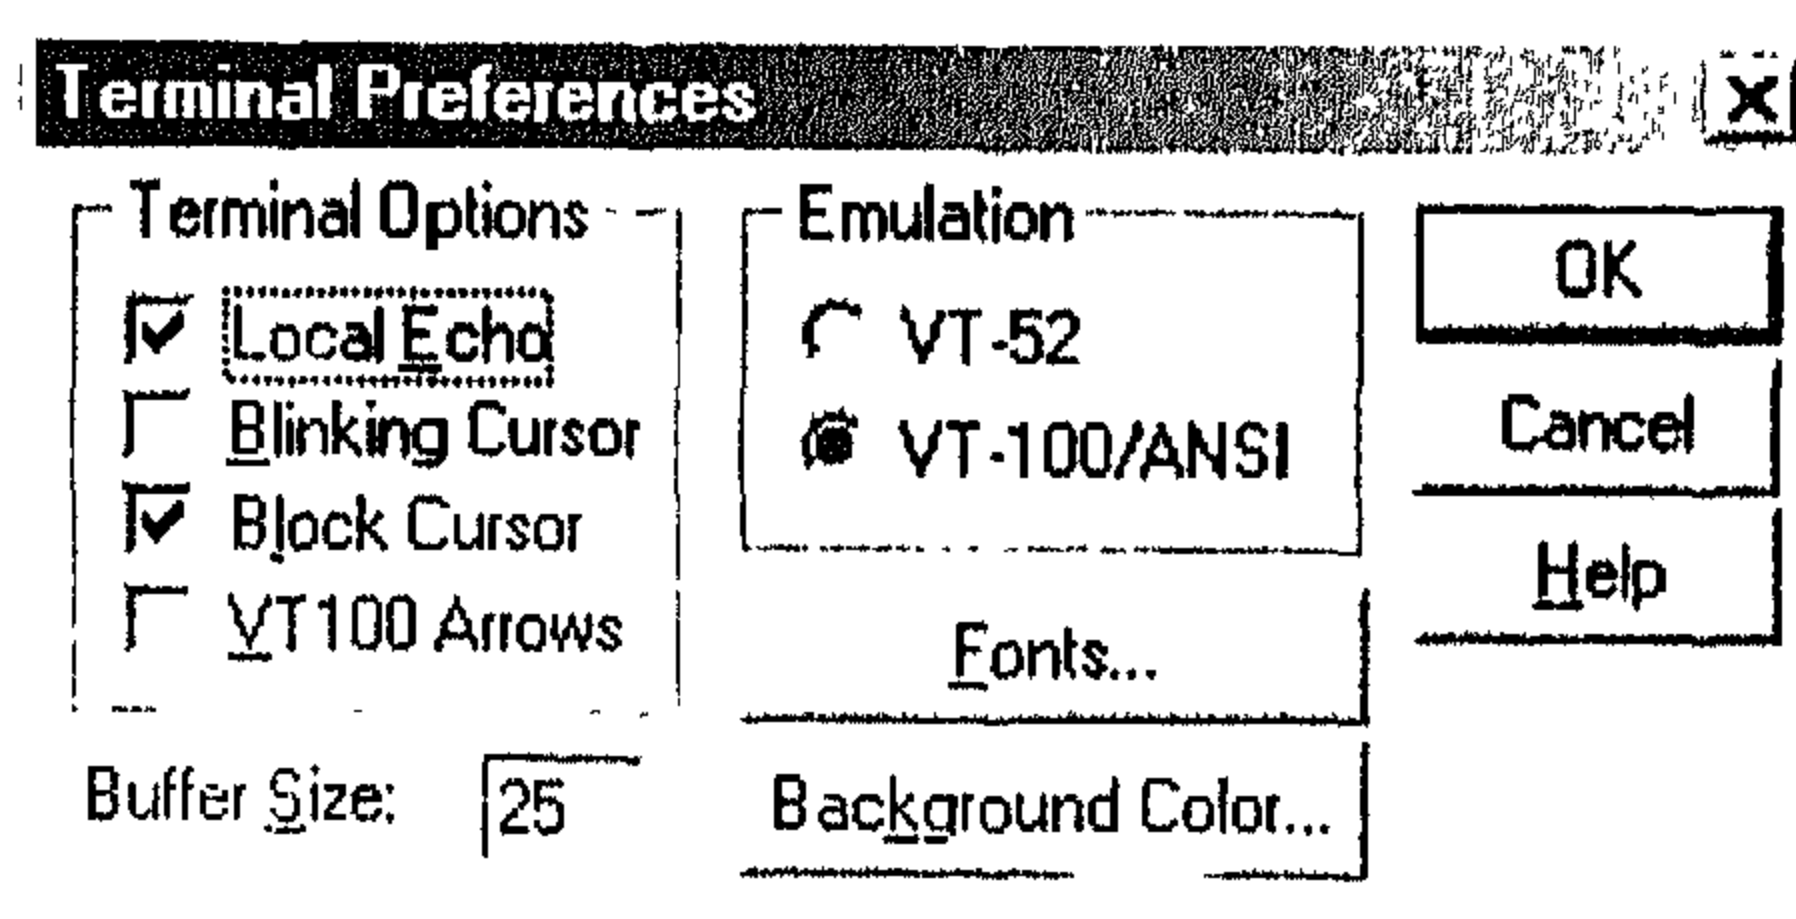 Terminal Preferences
Terminal Options
Local Echo
Blinking Cursor
Block Cursor
VT100 Arrows
Buffer Size: 25
Emulation
VT-52
VT-100/ANSI
Fonts...
Background Color...
OK
Cancel
Help